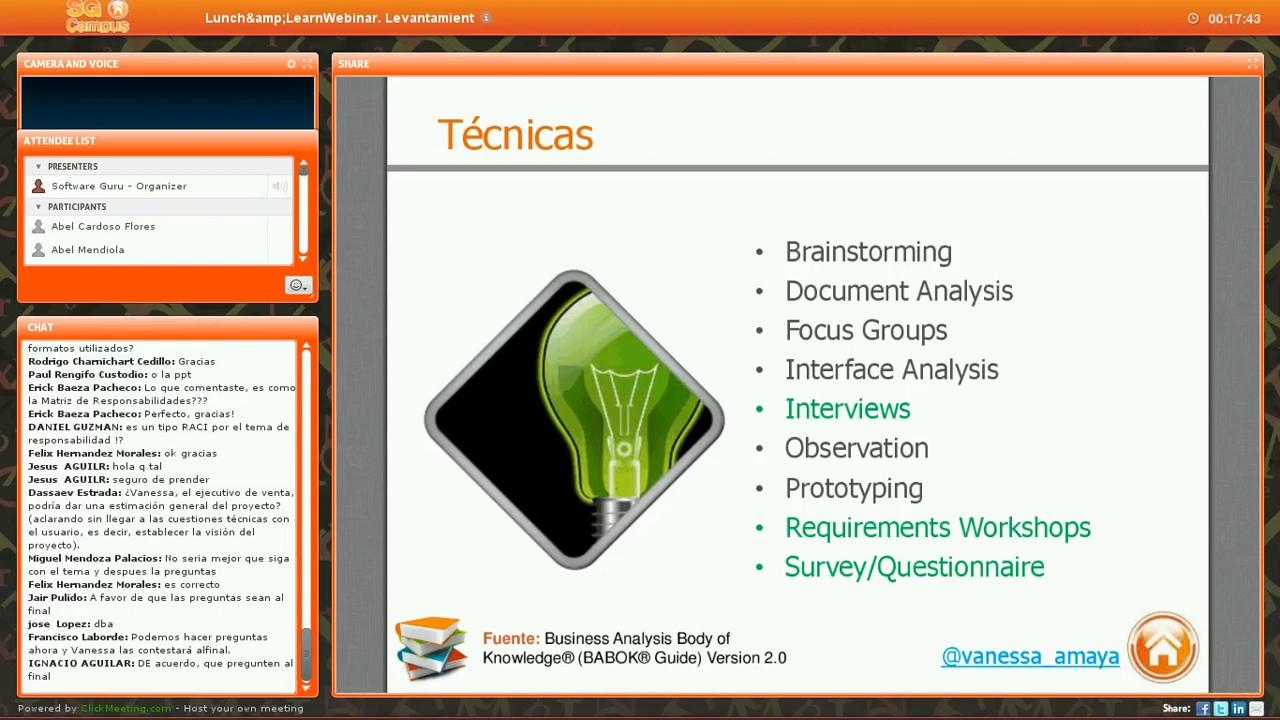 SG
Campus
Lunch&amp;LearnWebinar. Levantamient
00:17:43
CAMERA AND VOICE
ATTENDEE LIST
PRESENTERS
Software Guru - Organizer
PARTICIPANTS
Abel Cardoso Flores
Abel Mendiola
CHAT
formatos utilizados?
Rodrigo Charnichart Cedillo: Gracias
Paul Rengifo Custodio: o la ppt
Erick Baeza Pacheco: Lo que comentaste, es como
la Matriz de Responsabilidades???
Erick Baeza Pacheco: Perfecto, gracias!
DANIEL GUZMAN: es un tipo RACI por el tema de
responsabilidad !?
Felix Hernandez Morales: ok gracias
Jesus AGUILR: hola q tal
Jesus AGUILR: seguro de prender
Dassaev Estrada: ¿Vanessa, el ejecutivo de venta,
podría dar una estimación general del proyecto?
(aclarando sin llegar a las cuestiones técnicas con
el usuario, es decir, establecer la visión del
proyecto).
Miguel Mendoza Palacios: No seria mejor que siga
con el tema y despues la preguntas
Felix Hernandez Morales: es correcto
Jair Pulido: A favor de que las preguntas sean al
final
jose Lopez: dba
Francisco Laborde: Podemos hacer preguntas
ahora y Vanessa las contestará alfinal.
IGNACIO AGUILAR: DE acuerdo, que pregunten al
final
Powered by ClickMeeting.com - Host your own meeting
SHARE
Técnicas
• Brainstorming
• Document Analysis
• Focus Groups
• Interface Analysis
• Interviews
• Observation
• Prototyping
• Requirements Workshops
• Survey/Questionnaire
Fuente: Business Analysis Body of
Knowledge® (BABOK® Guide) Version 2.0
@vanessa_amaya
Share: